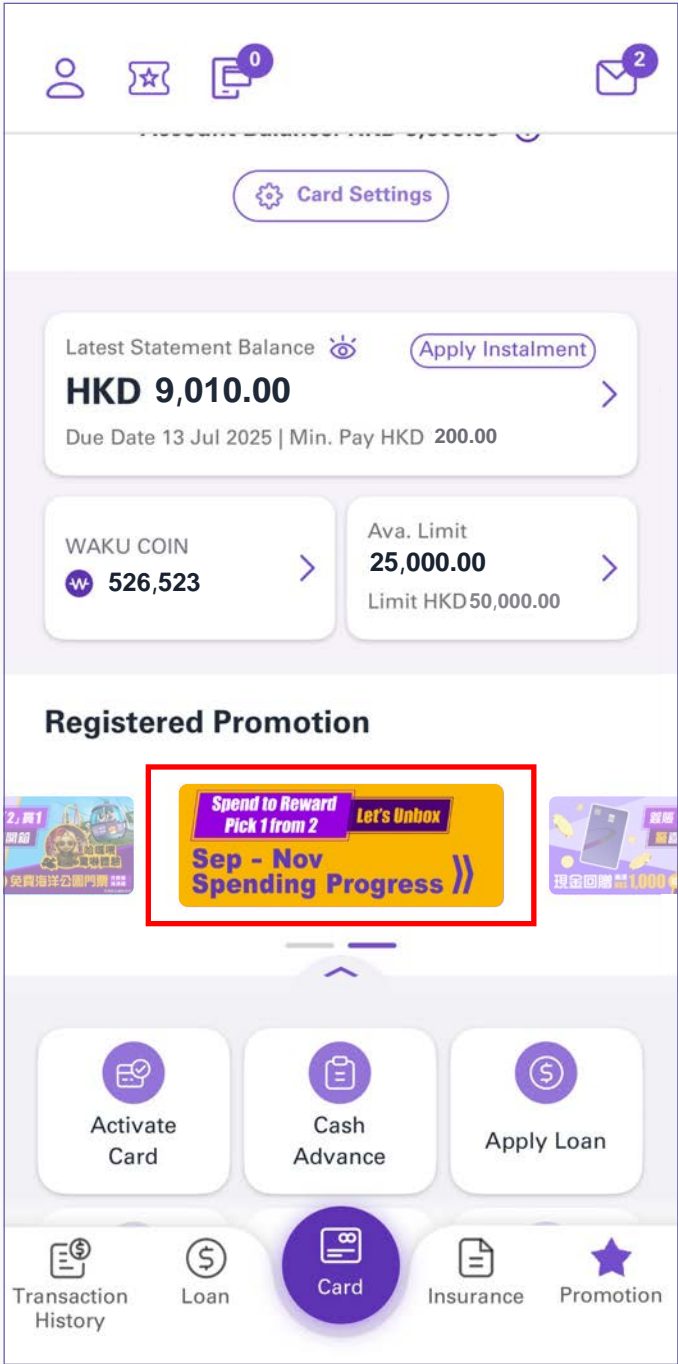 0
2
Card Settings
Latest Statement Balance
Apply Instalment
HKD 9,010.00
Due Date 13 Jul 2025 | Min. Pay HKD 200.00
WAKU COIN
526,523
Ava. Limit
25,000.00
Limit HKD 50,000.00
Registered Promotion
免費海洋公園門票
Spend to Reward
Pick 1 from 2
Let's Unbox
Sep - Nov
Spending Progress
現金回贈
1,000
Activate
Card
Cash
Advance
Apply Loan
Transaction
History
Loan
Card
Insurance
Promotion